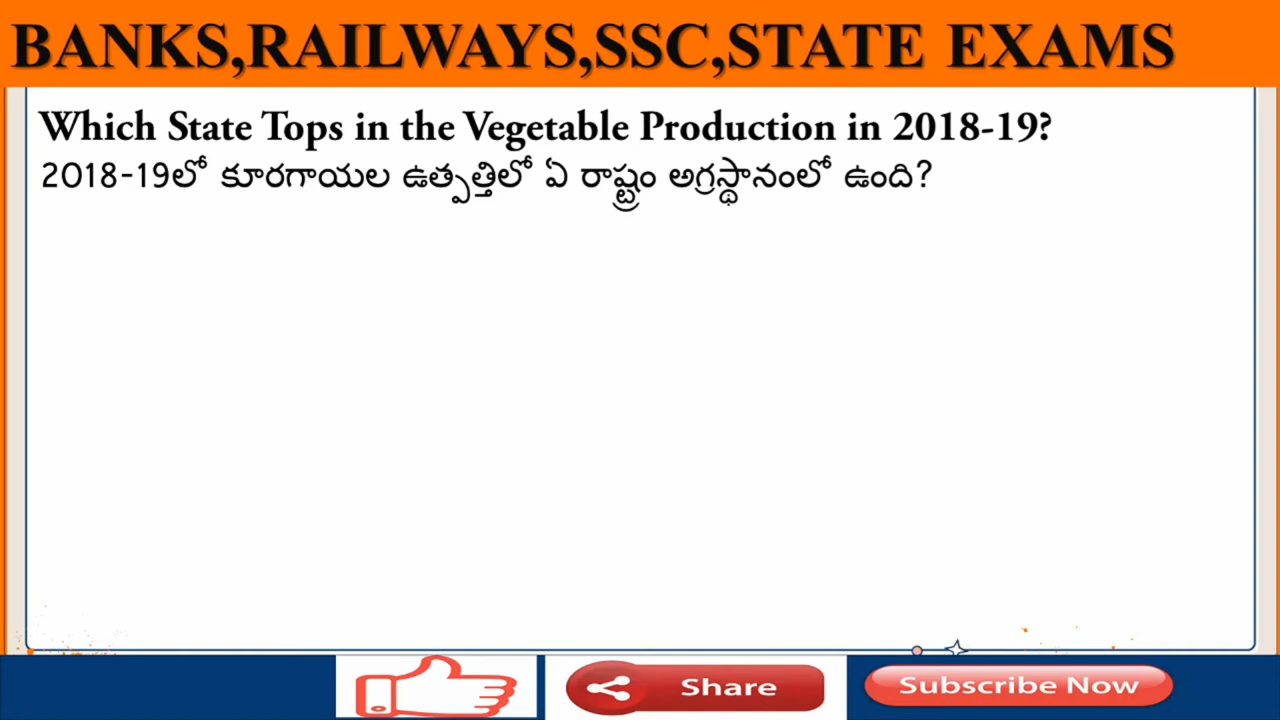 BANKS,RAILWAYS,SSC,STATE EXAMS
Which State Tops in the Vegetable Production in 2018-19?
2018-19లో కూరగాయల ఉత్పత్తిలో ఏ రాష్ట్రం అగ్రస్థానంలో ఉంది?
Share
Subscribe Now